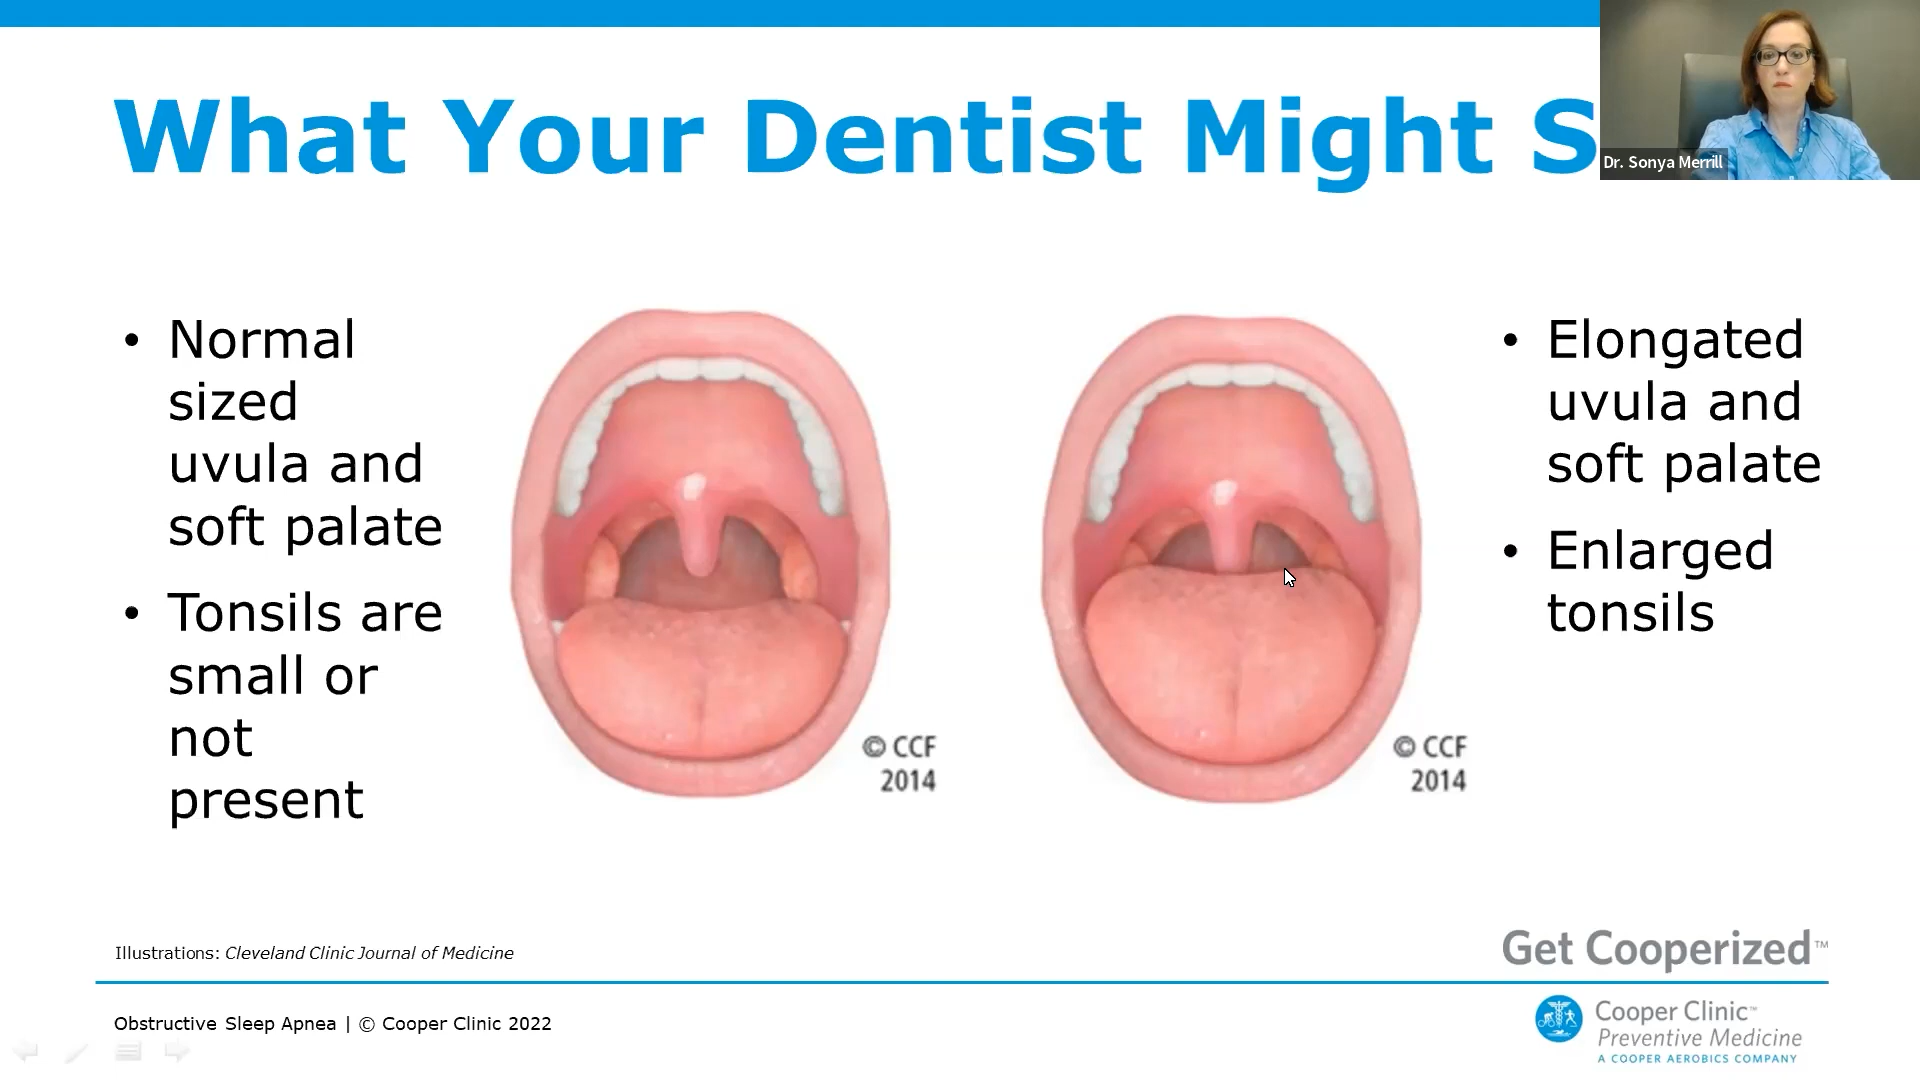 What Your Dentist Might S
Dr. Sonya Merrill
• Normal
sized
uvula and
soft palate
• Tonsils are
small or
not
present
© CCF
2014
© CCF
2014
• Elongated
uvula and
soft palate
• Enlarged
tonsils
Illustrations: Cleveland Clinic Journal of Medicine
Get Cooperized™
Obstructive Sleep Apnea | © Cooper Clinic 2022
Cooper Clinic™
Preventive Medicine
A COOPER AEROBICS COMPANY